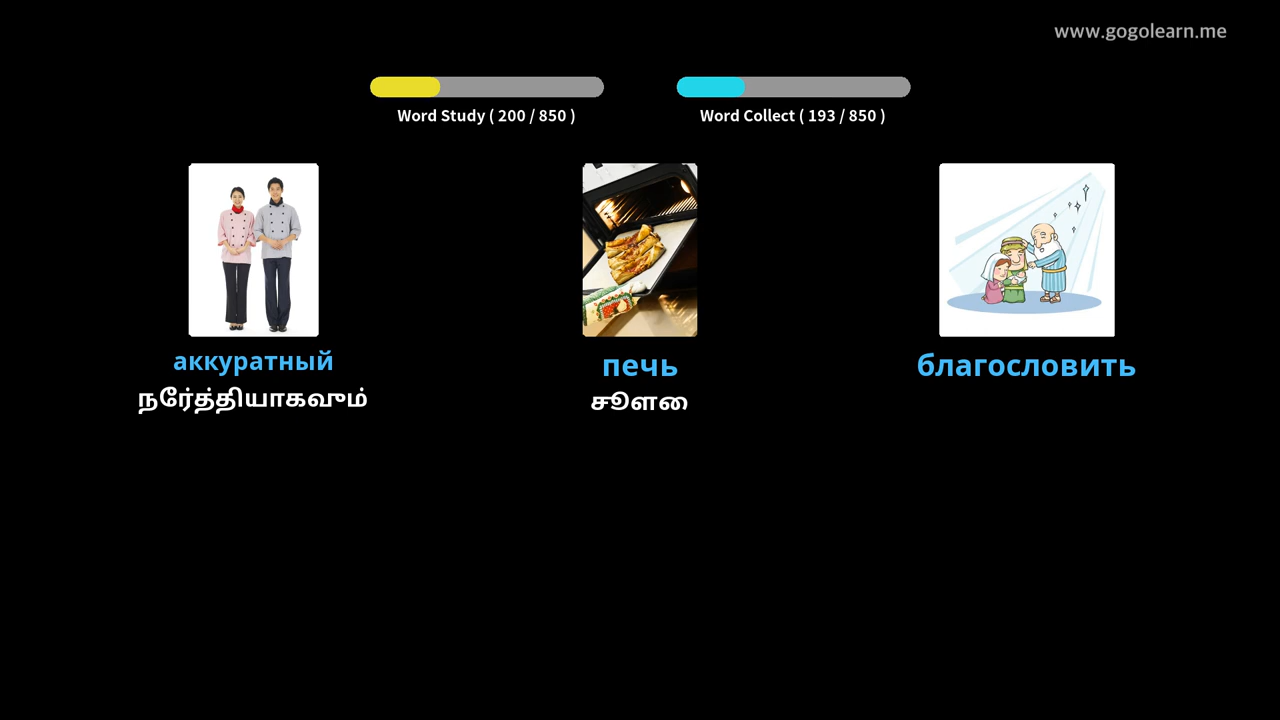 www.gogolearn.me
Word Study ( 200 / 850 )
Word Collect ( 193 / 850 )
аккуратный
நேர்த்தியாகவும்
печь
சூளை
благословить